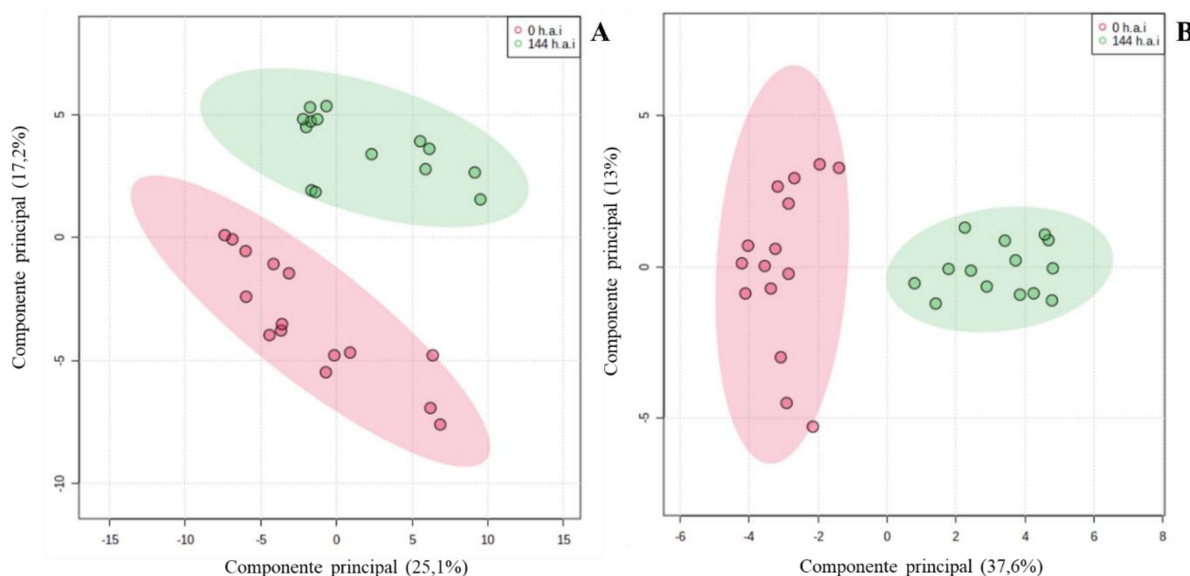 0 h.a.i
144 h.a.i
A
Componente principal (17,2%)
5
0
-5
-10
-15
-10
-5
0
5
10
15
Componente principal (25,1%)
0 h.a.i
144 h.a.i
B
Componente principal (13%)
5
0
-5
-6
-4
-2
0
2
4
6
8
Componente principal (37,6%)